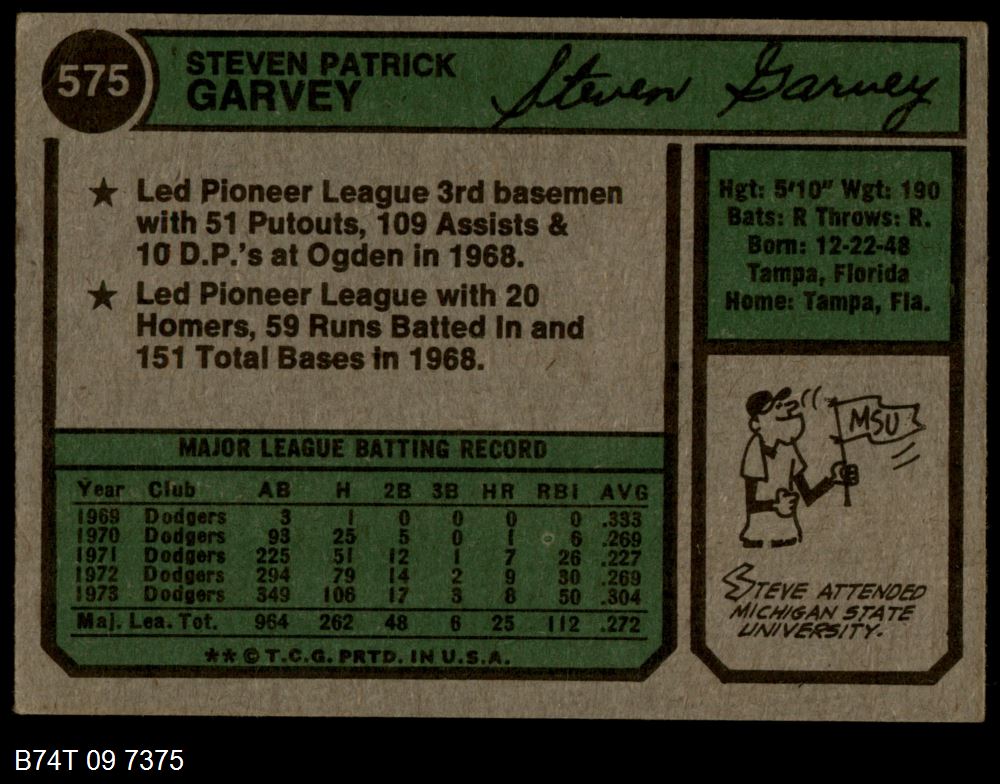 575
STEVEN PATRICK
GARVEY
Steven Garvey
★ Led Pioneer League 3rd basemen
with 51 Putouts, 109 Assists &
10 D.P.'s at Ogden in 1968.
★ Led Pioneer League with 20
Homers, 59 Runs Batted In and
151 Total Bases in 1968.
Hgt: 5'10" Wgt: 190
Bats: R Throws: R.
Born: 12-22-48
Tampa, Florida
Home: Tampa, Fla.
MAJOR LEAGUE BATTING RECORD
Year Club AB H 2B 3B HR RBI AVG
1969 Dodgers 3 1 0 0 0 0 .333
1970 Dodgers 93 25 5 0 1 6 .269
1971 Dodgers 225 51 12 1 7 26 .227
1972 Dodgers 294 79 14 2 9 30 .269
1973 Dodgers 349 106 17 3 8 50 .304
Maj. Lea. Tot. 964 262 48 6 25 112 .272
** © T.C.G. PRTD. IN U.S.A.
MSU
STEVE ATTENDED
MICHIGAN STATE
UNIVERSITY.
B74T 09 7375